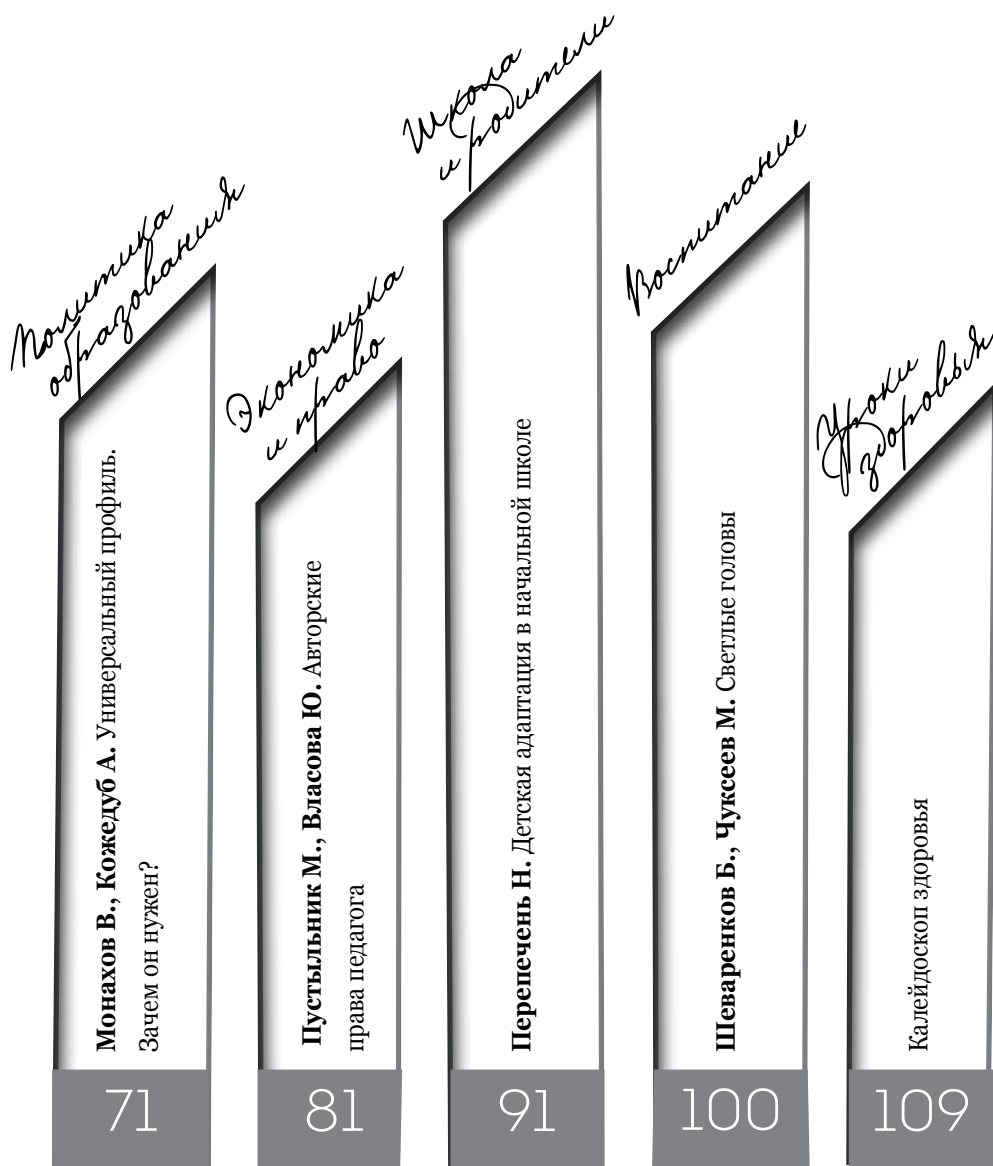 Политика
образования
Монахов В., Кожедуб А. Универсальный профиль.
Зачем он нужен?
71
Экономика
и право
Пустыльник М., Власова Ю. Авторские
права педагога
81
Школа
и родители
Перепечень Н. Детская адаптация в начальной школе
91
Воспитание
Шеваренков Б., Чуксеев М. Светлые головы
100
Уроки
здоровья
Калейдоскоп здоровья
109